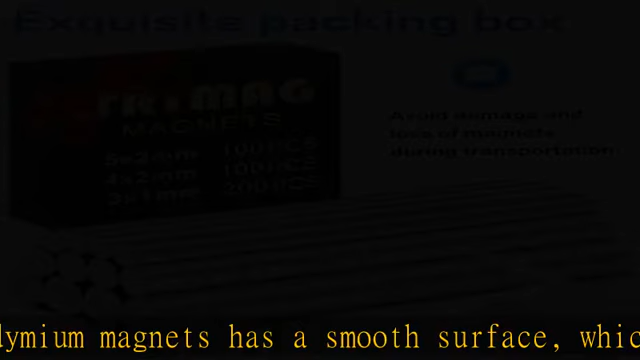 Exquisite packing box
TRIMAG
MAGNETS
5x2mm 100PCS
4x2mm 100PCS
3x1mm 200PCS
Avoid damage and
loss of magnets
during transportation
dymium magnets has a smooth surface, whic